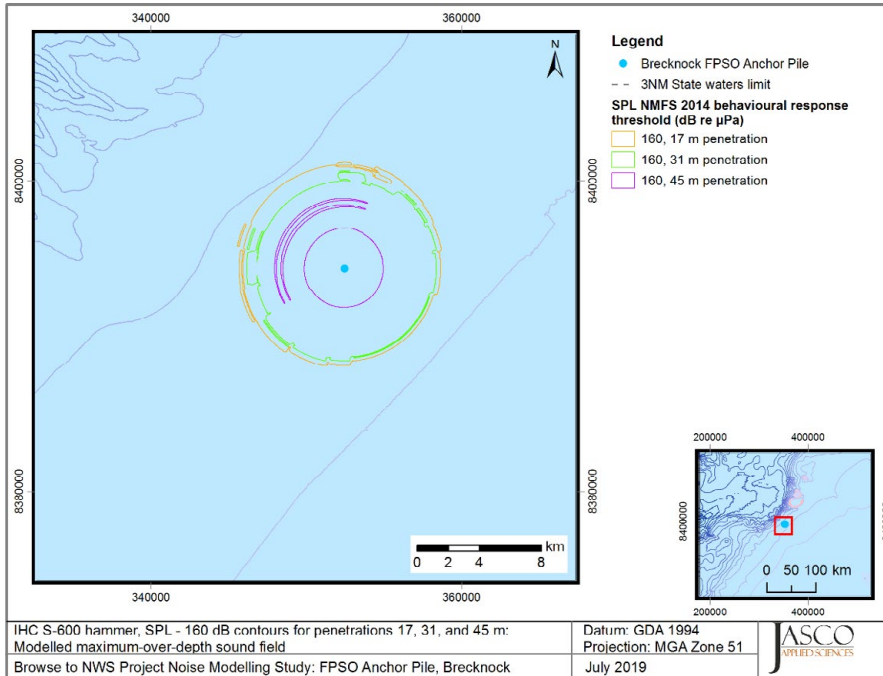 340000
360000
N
8400000
8400000
8380000
8380000
km
0 2 4 8
340000
360000
Legend
Brecknock FPSO Anchor Pile
3NM State waters limit
SPL NMFS 2014 behavioural response
threshold (dB re µPa)
160, 17 m penetration
160, 31 m penetration
160, 45 m penetration
200000
400000
8400000
0 50 100 km
200000
400000
IHC S-600 hammer, SPL - 160 dB contours for penetrations 17, 31, and 45 m:
Modelled maximum-over-depth sound field
Browse to NWS Project Noise Modelling Study: FPSO Anchor Pile, Brecknock
Datum: GDA 1994
Projection: MGA Zone 51
July 2019
JASCO
APPLIED SCIENCES